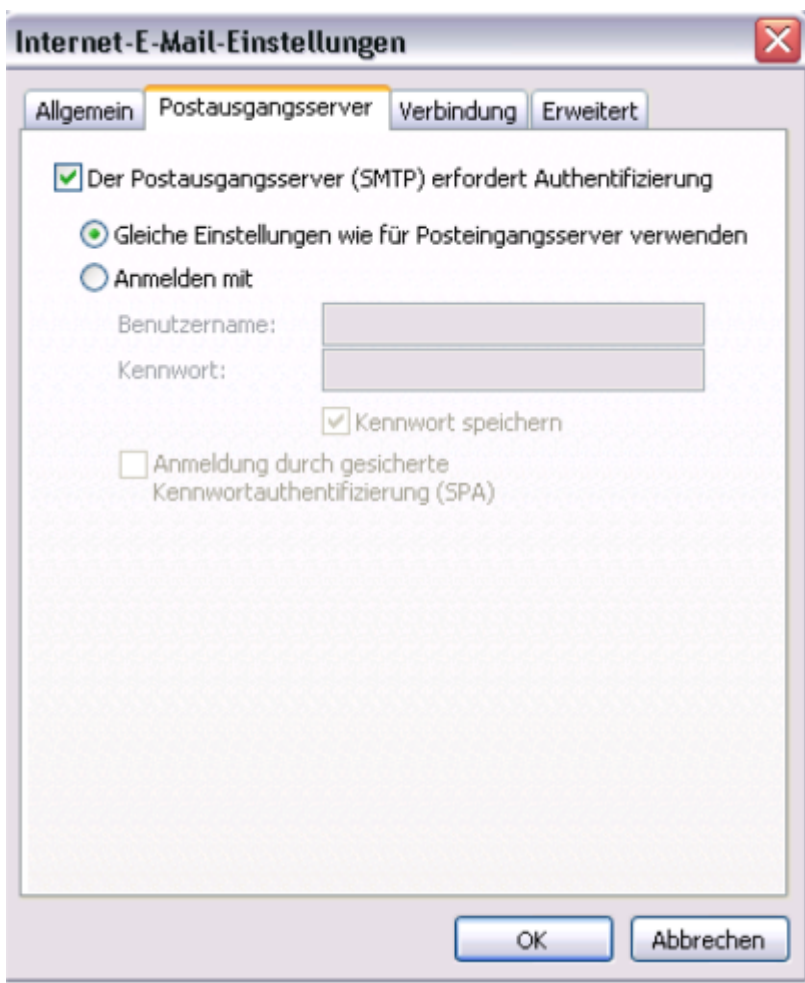 Internet-E-Mail-Einstellungen
Allgemein Postausgangsserver Verbindung Erweitert
Der Postausgangsserver (SMTP) erfordert Authentifizierung
Gleiche Einstellungen wie für Posteingangsserver verwenden
Anmelden mit
Benutzername:
Kennwort:
Kennwort speichern
Anmeldung durch gesicherte
Kennwortauthentifizierung (SPA)
OK Abbrechen